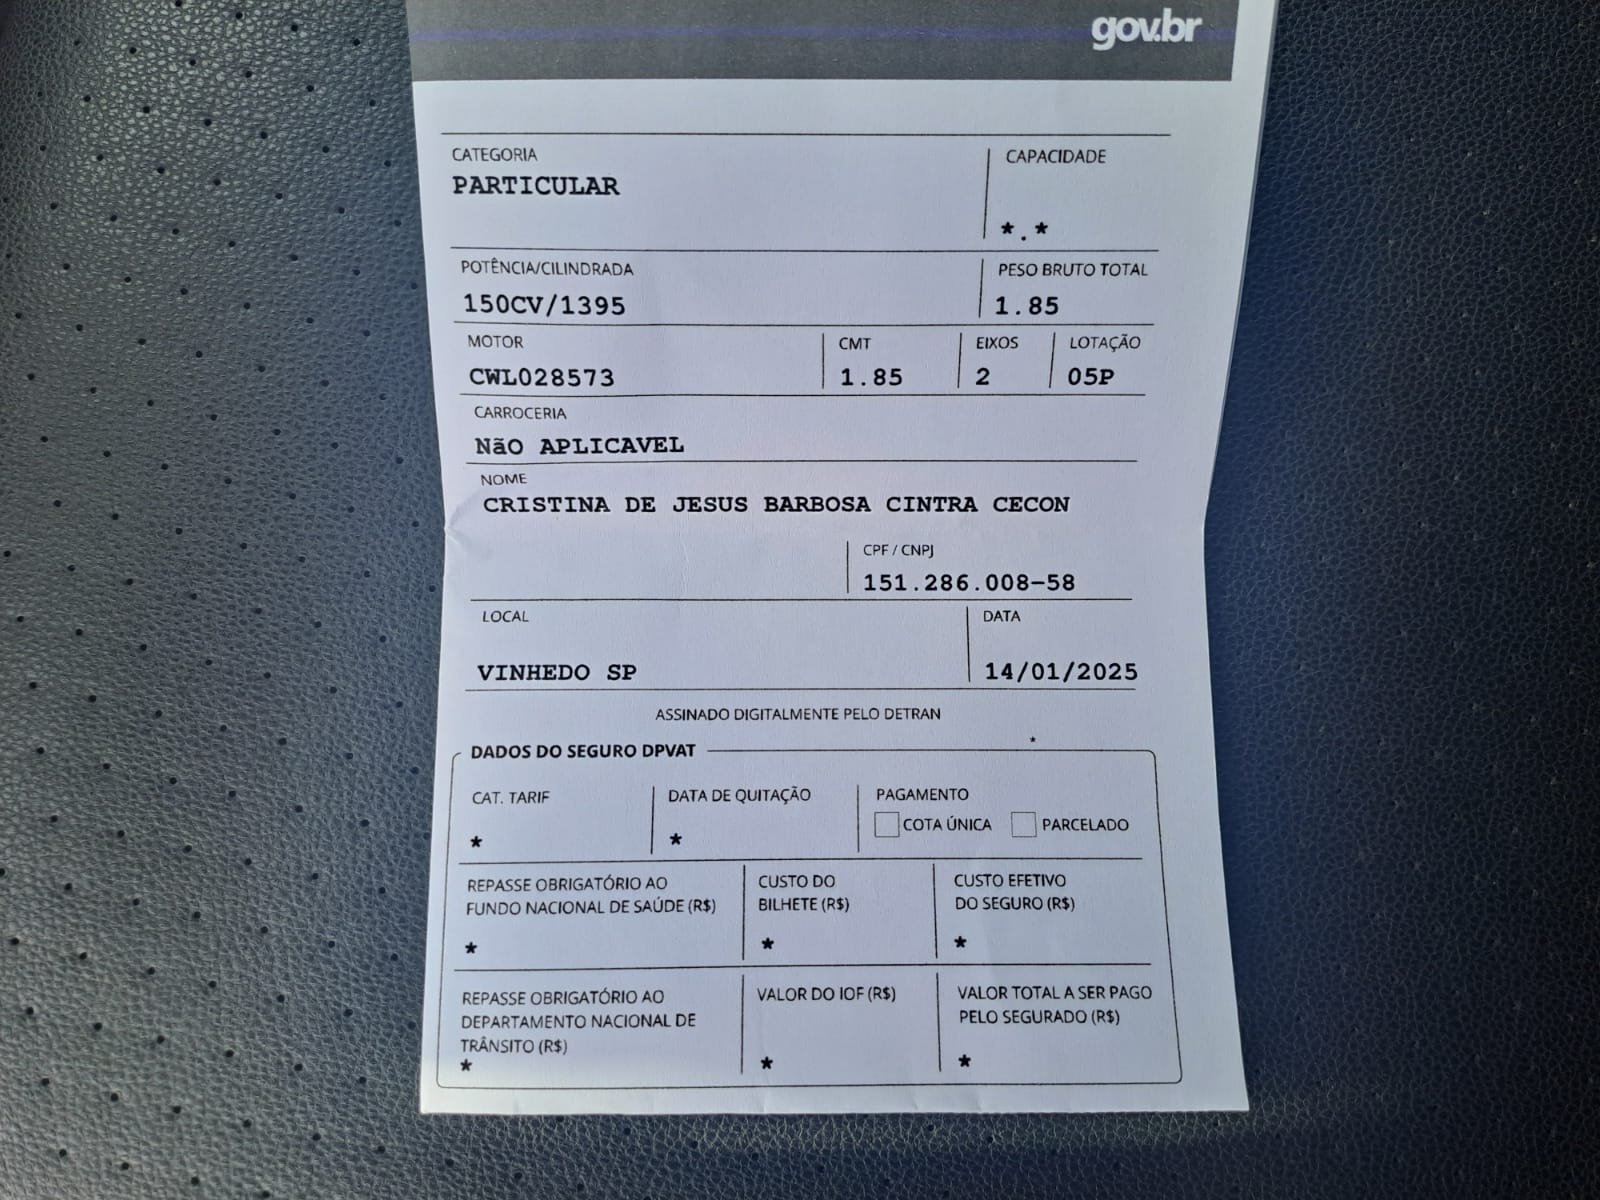 gov.br
CATEGORIA
PARTICULAR
CAPACIDADE
*.*
POTÊNCIA/CILINDRADA
150CV/1395
PESO BRUTO TOTAL
1.85
MOTOR
CWL028573
CMT
1.85
EIXOS
2
LOTAÇÃO
05P
CARROCERIA
NãO APLICAVEL
NOME
CRISTINA DE JESUS BARBOSA CINTRA CECON
CPF / CNPJ
151.286.008-58
LOCAL
VINHEDO SP
DATA
14/01/2025
ASSINADO DIGITALMENTE PELO DETRAN
*
DADOS DO SEGURO DPVAT
CAT. TARIF
*
DATA DE QUITAÇÃO
*
PAGAMENTO
COTA ÚNICA PARCELADO
REPASSE OBRIGATÓRIO AO
FUNDO NACIONAL DE SAÚDE (R$)
*
CUSTO DO
BILHETE (R$)
*
CUSTO EFETIVO
DO SEGURO (R$)
*
REPASSE OBRIGATÓRIO AO
DEPARTAMENTO NACIONAL DE
TRÂNSITO (R$)
*
VALOR DO IOF (R$)
*
VALOR TOTAL A SER PAGO
PELO SEGURADO (R$)
*